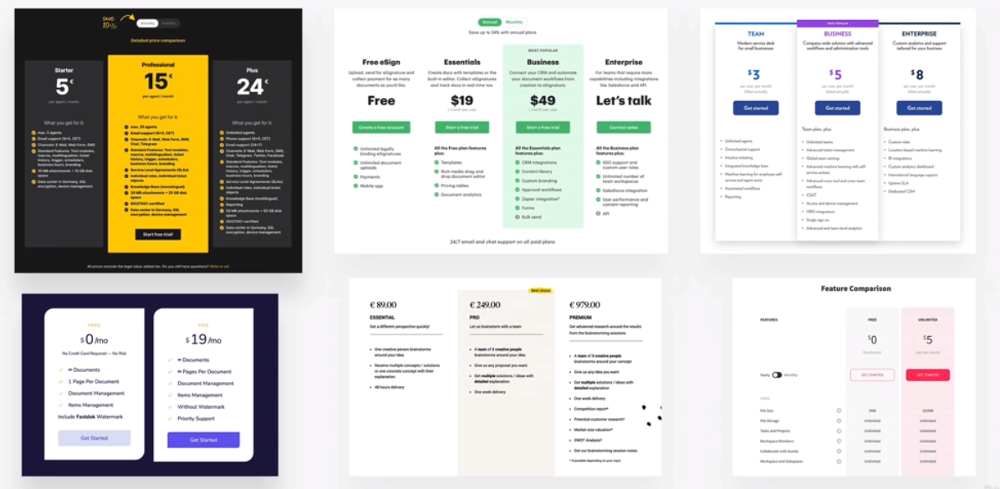 SAVE
10%
annually monthly
Detailed price comparison
Starter
5€
per agent / month
What you get for it:
max. 5 agents
Email support (8×5, CET)
Channels: E-Mail, Web Form, SMS
Standard Features: Text modules,
macros, multilingualism, ticket
history, trigger, schedulers,
business hours, branding
10 MB attachments + 10 GB disk
space
Data center in Germany, SSL
encryption, device management
Professional
15€
per agent / month
What you get for it:
max. 35 agents
Email support (8×5, CET)
Channels: E-Mail, Web Form, SMS,
Chat, Telegram
Standard Features: Text modules,
macros, multilingualism, ticket
history, trigger, schedulers,
business hours, branding
Service Level Agreements (SLAs)
Individual roles, individual ticket
objects
Knowledge Base (monolingual)
ISO27001-certified
Data center in Germany, SSL
encryption, device management
Start free trial!
Plus
24€
per agent / month
What you get for it:
Unlimited agents
Phone support (8×5, CET)
Email support (24×7)
Channels: E-Mail, Web Form, SMS,
Chat, Telegram, Twitter, Facebook
Standard Features: Text modules,
macros, multilingualism, ticket
history, trigger, schedulers,
business hours, branding
Service Level Agreements (SLAs)
Individual roles, individual ticket
objects
Knowledge Base (multilingual)
Reporting
50 MB attachments + 50 GB disk
space
ISO27001-certified
Data center in Germany, SSL
encryption, device management
All prices exclude the legal value added tax. Do you still have questions? Write to us!
Annual Monthly
Save up to 24% with annual plans
Free eSign
Upload, send for eSignature and
collect payment for as many
documents as you'd like.
Free
Create a free account
Unlimited legally
binding eSignatures
Unlimited document
uploads
Payments
Mobile app
Essentials
Create docs with templates or the
built-in editor. Collect eSignatures
and track docs in real-time too.
$19
/ month per user
Start a free trial
All the Free plan features
plus:
Templates
Rich media drag and
drop document editor
Pricing tables
Document analytics
MOST POPULAR
Business
Connect your CRM and automate
your document workflows from
creation to eSignature.
$49
/ month per user
Start a free trial
All the Essentials plan
features plus:
CRM integrations
Content library
Custom branding
Approval workflows
Zapier integration*
Forms
Bulk send
Enterprise
For teams that require more
capabilities including integrations
like Salesforce and API.
Let's talk
Contact sales
All the Business plan
features plus:
SSO support and
custom user roles
Unlimited number of
team workspaces
Salesforce integration
User performance and
content reporting
API
24/7 email and chat support on all paid plans
TEAM
Modern service desk
for small businesses
$3
per user, per month
billed annually
Get started
Unlimited agents
Omnichannel support
Intuitive ticketing
Integrated knowledge base
Machine learning for employee self-
service and agent assist
Automated workflows
Reporting
MOST POPULAR
BUSINESS
Company-wide solution with advanced
workflows and administration tools
$5
per user, per month
billed annually
Get started
Team plan, plus
Unlimited teams
Advanced ticket management
Global team settings
Advanced machine learning with self-
service actions
Advanced cross-tool and cross-team
workflows
CSAT
Access and device management
HRIS integrations
Single sign-on
Advanced and team-level analytics
ENTERPRISE
Custom analytics and support
tailored for your business
$8
per user, per month
billed annually
Get started
Business plan, plus
Custom roles
Location-based machine learning
BI integrations
Custom analytics dashboard
International language support
Uptime SLA
Dedicated CSM
FREE
$0/mo
No Credit Card Required — No Risk
∞ Documents
1 Page Per Document
Document Management
Items Management
Include Fastdok Watermark
Get Started
PRO
$19/mo
∞ Documents
∞ Pages Per Document
Document Management
Items Management
Without Watermark
Priority Support
Get Started
€ 89.00
ESSENTIAL
Get a different perspective quickly!
One creative person brainstorms
around your idea.
Receive multiple concepts / solutions
or one concrete concept with their
explanation.
48 hours delivery
Best choice
€ 249.00
PRO
Let us brainstorm with a team
A team of 3 creative people
brainstorms around your idea
Give us any proposal you want.
Get multiple solutions / ideas with
detailed explanation
One week delivery
€ 979.00
PREMIUM
Get advanced research around the results
from the brainstorming sessions.
A team of 3 creative people
brainstorms around your concept
Give us any idea you want
Get multiple solutions / ideas with
detailed explanation
One week delivery
Competition report*
Potential customer research*
Market size valuation*
SWOT Analysis*
Get our brainstorming session notes.
* if possible depending on your input
Feature Comparison
FEATURES
Yearly Monthly
FREE
$0
free forever
GET STARTED
UNLIMITED
$5
user per month
GET STARTED
USAGE
File Size 5MB 250MB
File Storage Unlimited Unlimited
Tasks and Projects Unlimited Unlimited
Workspace Members Unlimited Unlimited
Collaborate with Guests Unlimited Unlimited
Workspace and Subspaces Unlimited Unlimited